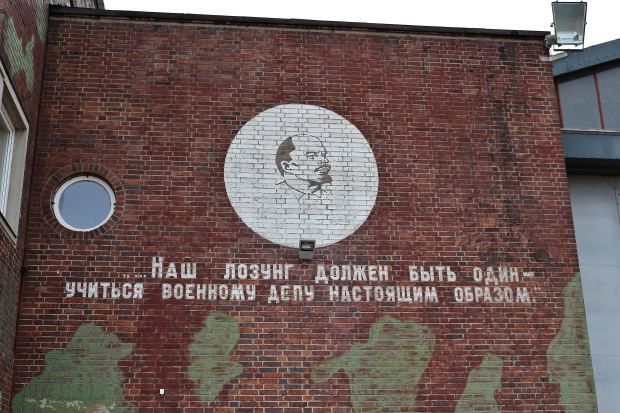 „...Наш лозунг должен быть один –
учиться военному делу настоящим образом."